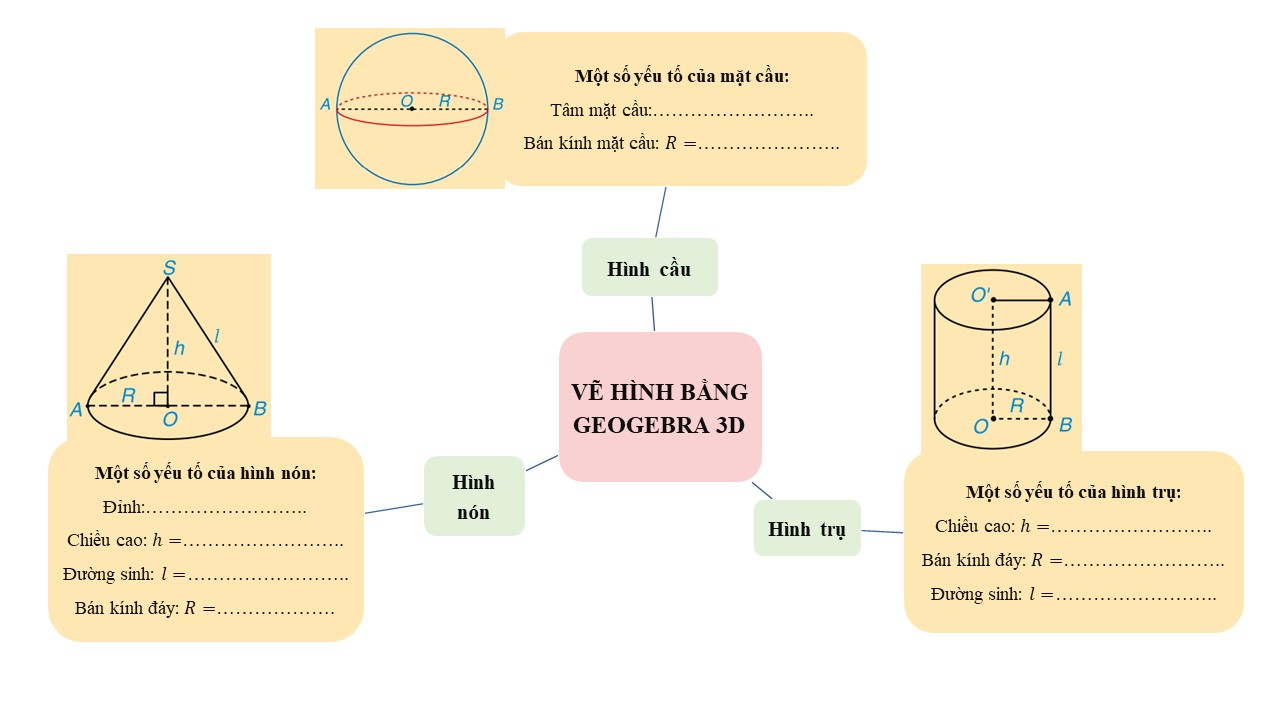 A O R B
Một số yếu tố của mặt cầu:
Tâm mặt cầu:……………………..
Bán kính mặt cầu: R =…………………..
Hình cầu
VẼ HÌNH BẰNG
GEOGEBRA 3D
S
h l
R
A O B
Một số yếu tố của hình nón:
Đỉnh:……………………..
Chiều cao: h =……………………..
Đường sinh: l =……………………..
Bán kính đáy: R =……………….
Hình
nón
Hình trụ
O' A
h l
R
O B
Một số yếu tố của hình trụ:
Chiều cao: h =……………………..
Bán kính đáy: R =……………………..
Đường sinh: l =……………………..